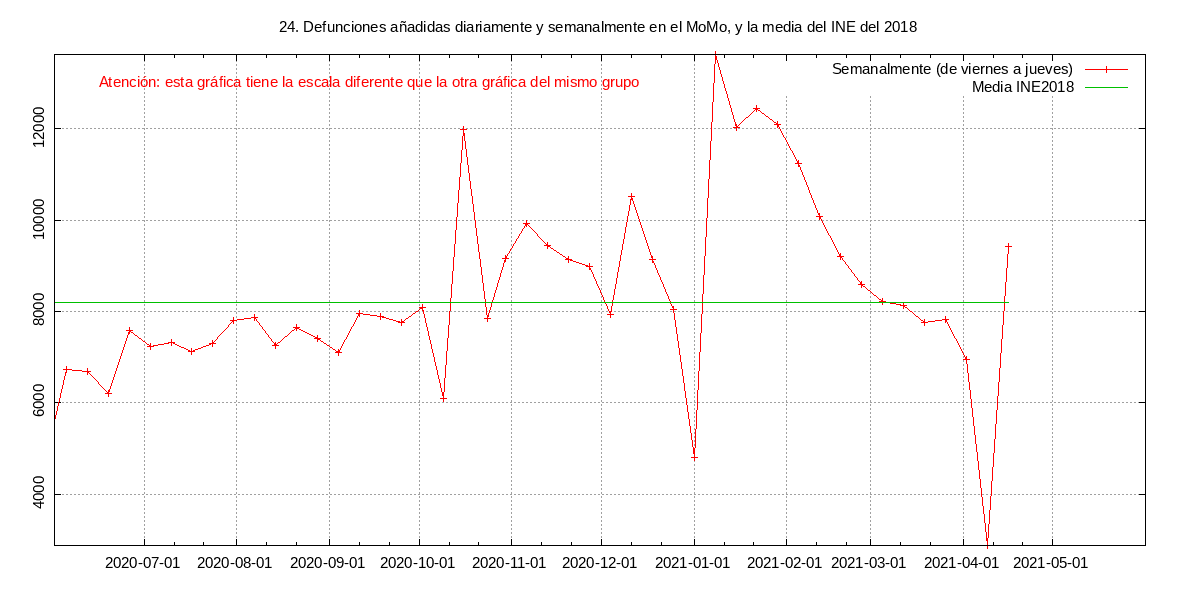 24. Defunciones añadidas diariamente y semanalmente en el MoMo, y la media del INE del 2018
Atención: esta gráfica tiene la escala diferente que la otra gráfica del mismo grupo
Semanalmente (de viernes a jueves)
Media INE2018
12000
10000
8000
6000
4000
2020-07-01 2020-08-01 2020-09-01 2020-10-01 2020-11-01 2020-12-01 2021-01-01 2021-02-01 2021-03-01 2021-04-01 2021-05-01